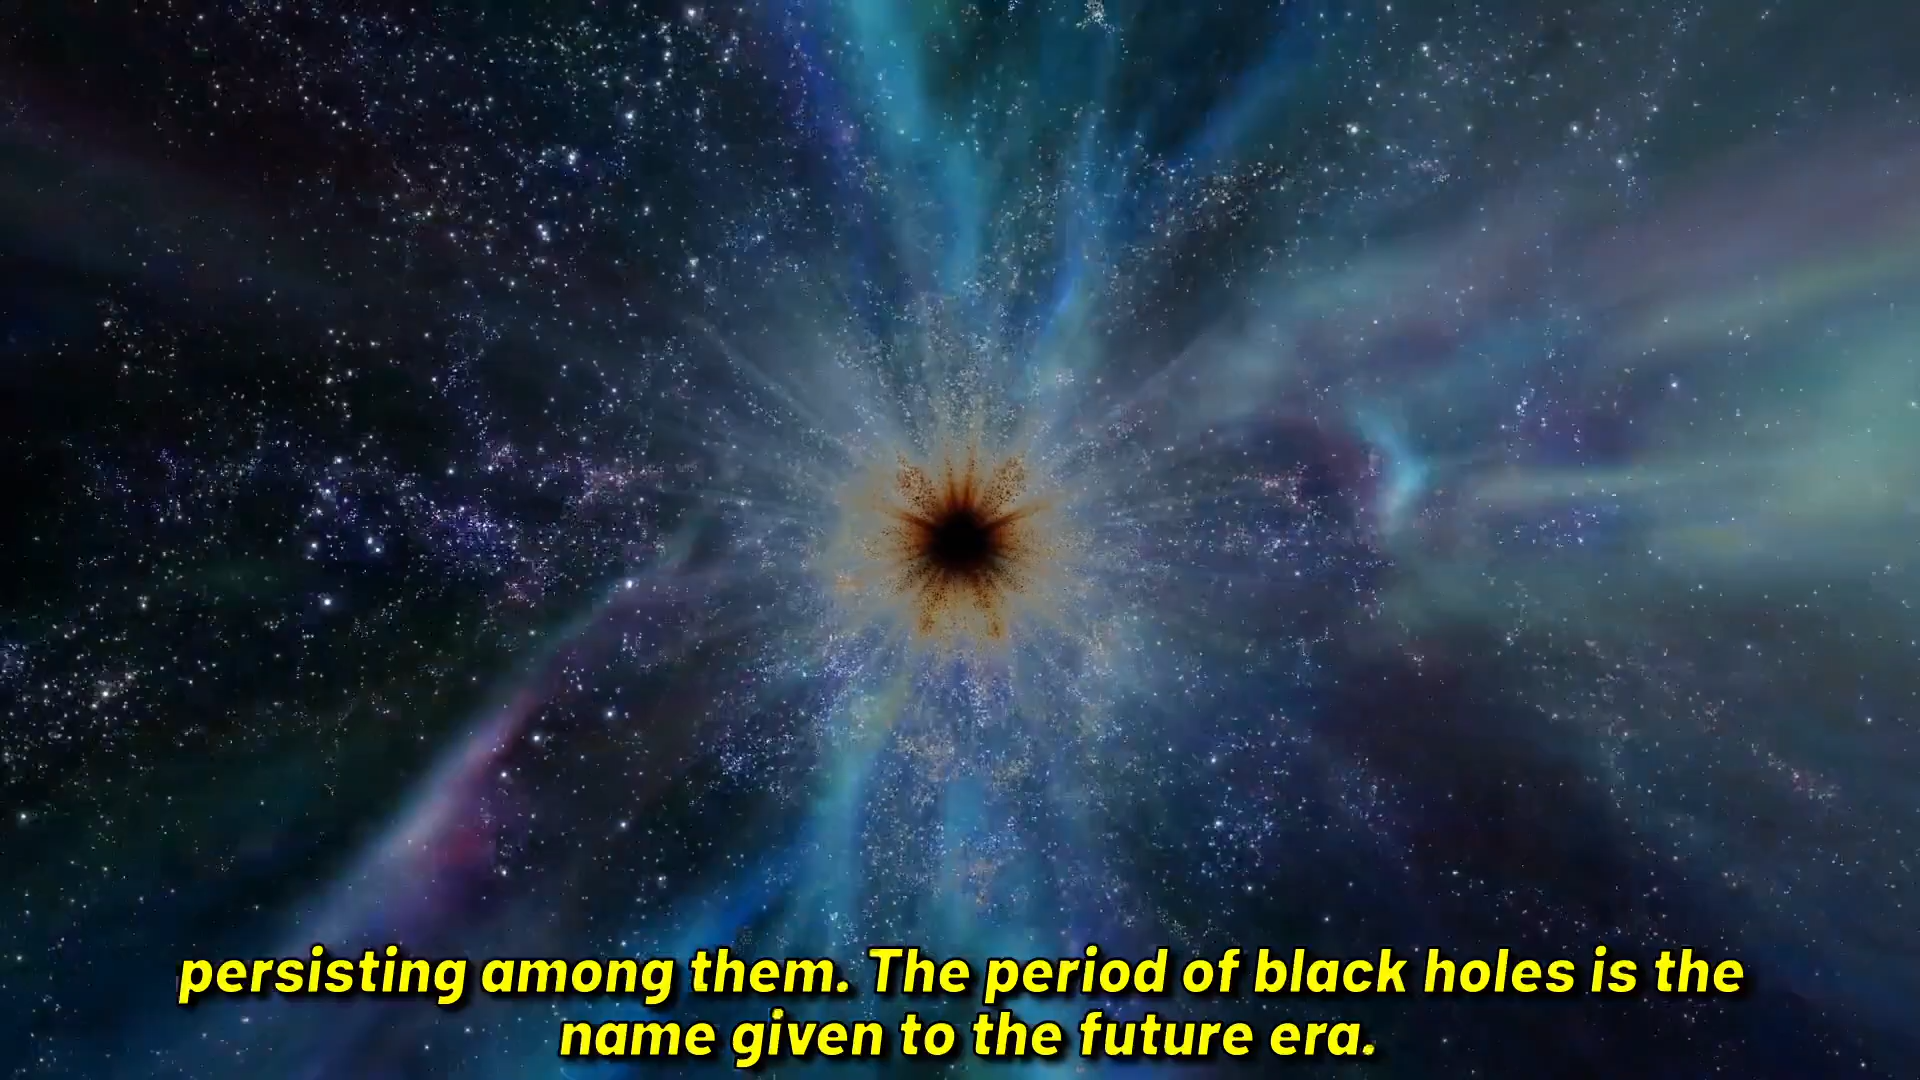 persisting among them. The period of black holes is the
name given to the future era.